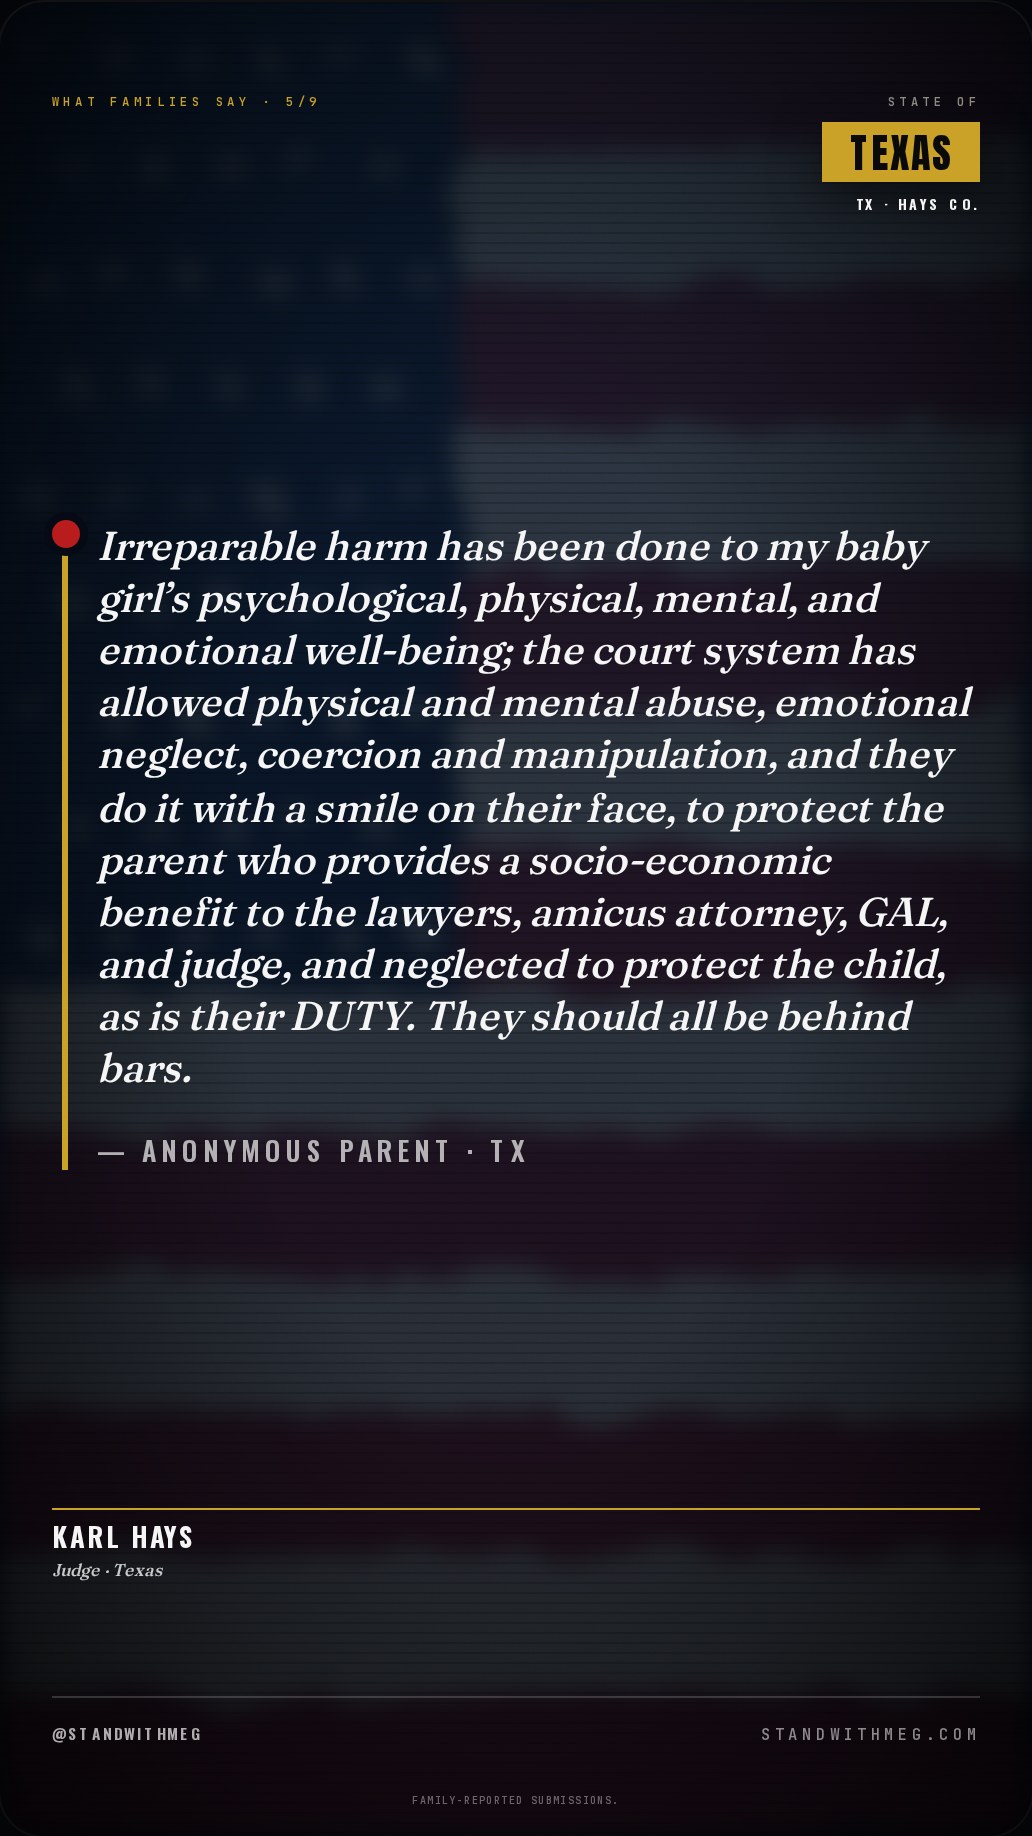 WHAT FAMILIES SAY · 5/9
STATE OF
TEXAS
TX · HAYS CO.
Irreparable harm has been done to my baby
girl’s psychological, physical, mental, and
emotional well-being; the court system has
allowed physical and mental abuse, emotional
neglect, coercion and manipulation, and they
do it with a smile on their face, to protect the
parent who provides a socio-economic
benefit to the lawyers, amicus attorney, GAL,
and judge, and neglected to protect the child,
as is their DUTY. They should all be behind
bars.
— ANONYMOUS PARENT · TX
KARL HAYS
Judge · Texas
@STANDWITHMEG
STANDWITHMEG.COM
FAMILY-REPORTED SUBMISSIONS.